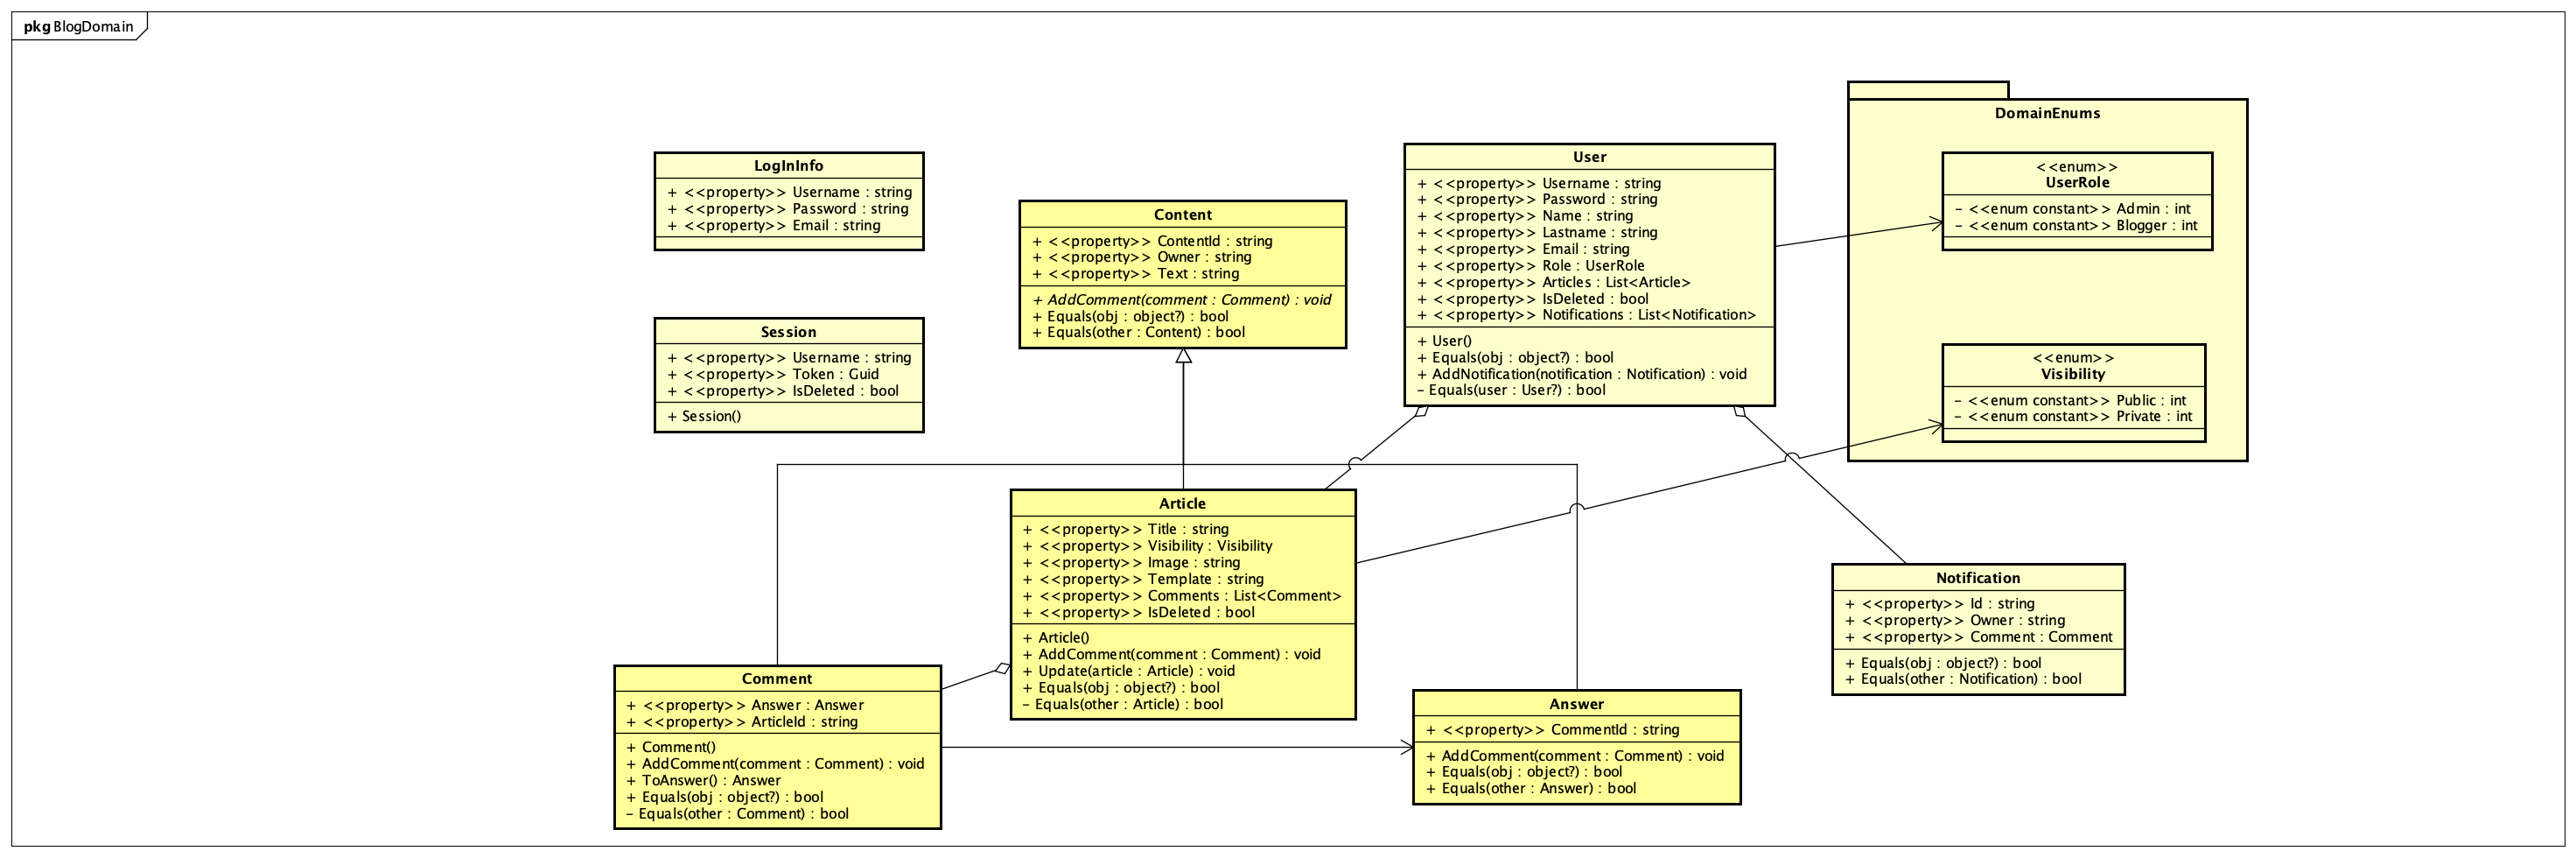 pkg BlogDomain
LogInInfo
+ <<property>> Username : string
+ <<property>> Password : string
+ <<property>> Email : string
Session
+ <<property>> Username : string
+ <<property>> Token : Guid
+ <<property>> IsDeleted : bool
+ Session()
Content
+ <<property>> ContentId : string
+ <<property>> Owner : string
+ <<property>> Text : string
+ AddComment(comment : Comment) : void
+ Equals(obj : object?) : bool
+ Equals(other : Content) : bool
User
+ <<property>> Username : string
+ <<property>> Password : string
+ <<property>> Name : string
+ <<property>> Lastname : string
+ <<property>> Email : string
+ <<property>> Role : UserRole
+ <<property>> Articles : List<Article>
+ <<property>> IsDeleted : bool
+ <<property>> Notifications : List<Notification>
+ User()
+ Equals(obj : object?) : bool
+ AddNotification(notification : Notification) : void
- Equals(user : User?) : bool
DomainEnums
<<enum>>
UserRole
- <<enum constant>> Admin : int
- <<enum constant>> Blogger : int
<<enum>>
Visibility
- <<enum constant>> Public : int
- <<enum constant>> Private : int
Article
+ <<property>> Title : string
+ <<property>> Visibility : Visibility
+ <<property>> Image : string
+ <<property>> Template : string
+ <<property>> Comments : List<Comment>
+ <<property>> IsDeleted : bool
+ Article()
+ AddComment(comment : Comment) : void
+ Update(article : Article) : void
+ Equals(obj : object?) : bool
- Equals(other : Article) : bool
Notification
+ <<property>> Id : string
+ <<property>> Owner : string
+ <<property>> Comment : Comment
+ Equals(obj : object?) : bool
+ Equals(other : Notification) : bool
Comment
+ <<property>> Answer : Answer
+ <<property>> ArticleId : string
+ Comment()
+ AddComment(comment : Comment) : void
+ ToAnswer() : Answer
+ Equals(obj : object?) : bool
- Equals(other : Comment) : bool
Answer
+ <<property>> CommentId : string
+ AddComment(comment : Comment) : void
+ Equals(obj : object?) : bool
+ Equals(other : Answer) : bool